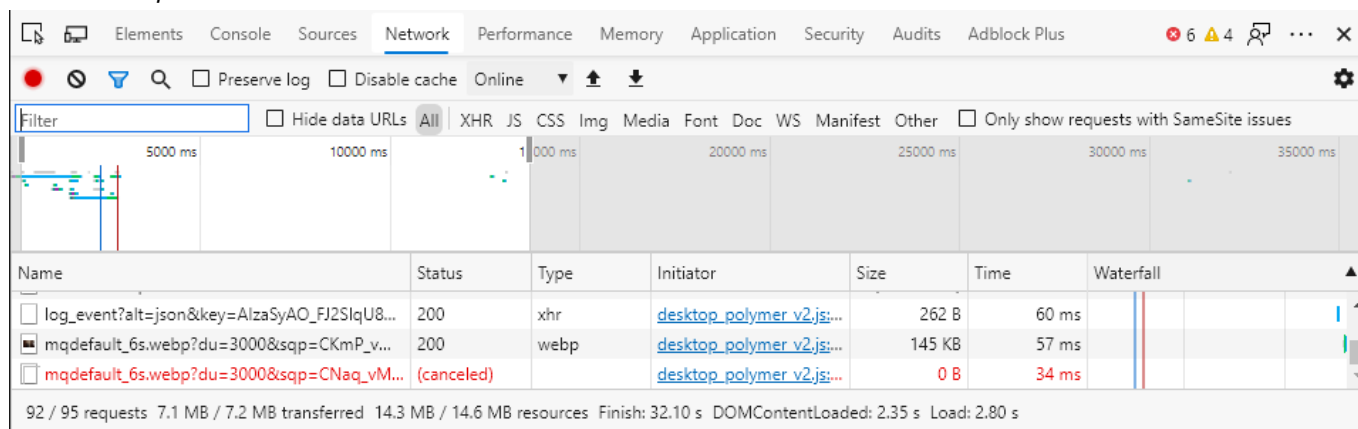 Elements Console Sources Network Performance Memory Application Security Audits Adblock Plus 6 4
Preserve log Disable cache Online
Filter Hide data URLs All XHR JS CSS Img Media Font Doc WS Manifest Other Only show requests with SameSite issues
5000 ms 10000 ms 1 000 ms 20000 ms 25000 ms 30000 ms 35000 ms
Name Status Type Initiator Size Time Waterfall
log_event?alt=json&key=AIzaSyAO_FJ2SlqU8... 200 xhr desktop_polymer_v2.js:... 262 B 60 ms
mqdefault_6s.webp?du=3000&sqp=CKmP_v... 200 webp desktop_polymer_v2.js:... 145 KB 57 ms
mqdefault_6s.webp?du=3000&sqp=CNaq_vM... (canceled) desktop_polymer_v2.js:... 0 B 34 ms
92 / 95 requests 7.1 MB / 7.2 MB transferred 14.3 MB / 14.6 MB resources Finish: 32.10 s DOMContentLoaded: 2.35 s Load: 2.80 s